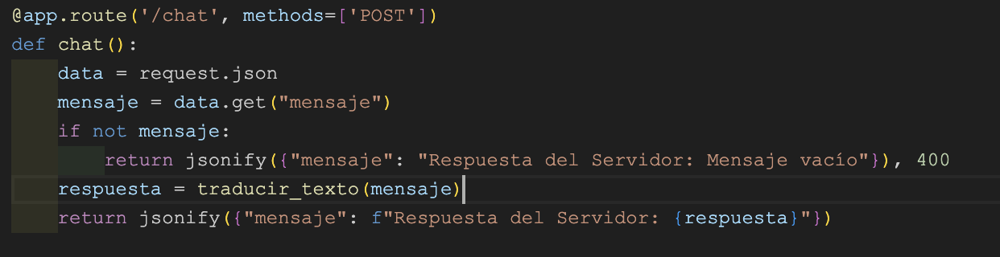 @app.route('/chat', methods=['POST'])
def chat():
    data = request.json
    mensaje = data.get("mensaje")
    if not mensaje:
        return jsonify({"mensaje": "Respuesta del Servidor: Mensaje vacío"}), 400
    respuesta = traducir_texto(mensaje)
    return jsonify({"mensaje": f"Respuesta del Servidor: {respuesta}"})